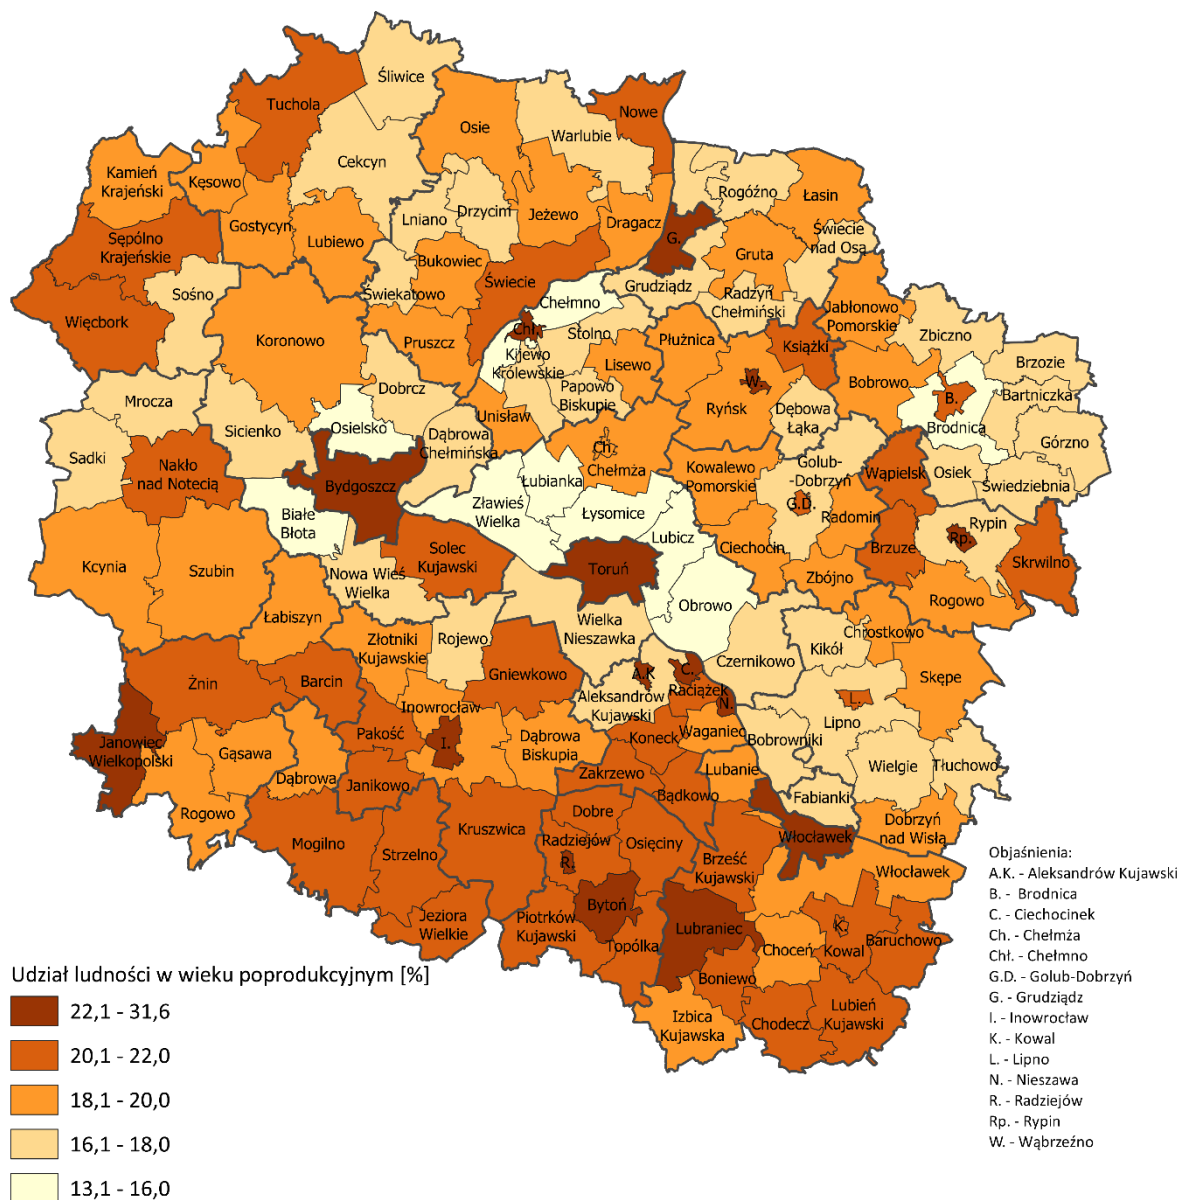 Śliwice
Tuchola
Nowe
Osie
Warlubie
Cekcyn
Kamień
Krajeński
Kęsowo
Rogóźno
Łasin
Lniano
Drzycim
Jeżewo
Dragacz
Gostycyn
Lubiewo
Świecie
nad Osą
Sępólno
Krajeńskie
G.
Gruta
Bukowiec
Świecie
Grudziądz
Sośno
Świekatowo
Chełmno
Radzyń
Chełmiński
Jabłonowo
Pomorskie
Więcbork
Chł.
Stolno
Zbiczno
Koronowo
Pruszcz
Płużnica
Książki
Kijewo
Królewskie
Lisewo
Brzozie
Dobrcz
Papowo
Biskupie
W.
Bobrowo
Bartniczka
Mrocza
Ryńsk
B.
Unisław
Dębowa
Łąka
Brodnica
Sicienko
Osielsko
Dąbrowa
Chełmińska
Ch.
Górzno
Sadki
Chełmża
Golub-
-Dobrzyń
Nakło
nad Notecią
Kowalewo
Pomorskie
Wąpielsk
Osiek
Bydgoszcz
Łubianka
Świedziebnia
G.D.
Zławieś
Wielka
Łysomice
Radomin
Rypin
Białe
Błota
Lubicz
Rp.
Solec
Kujawski
Ciechocin
Brzuze
Kcynia
Szubin
Toruń
Skrwilno
Nowa Wieś
Wielka
Zbójno
Obrowo
Rogowo
Łabiszyn
Wielka
Nieszawka
Złotniki
Kujawskie
Rojewo
Chrostkowo
Kikół
Czernikowo
A.K
C.
Żnin
Barcin
Gniewkowo
Skępe
Raciążek
Aleksandrów
Kujawski
N.
L.
Inowrocław
Lipno
Janowiec
Wielkopolski
Pakość
I.
Dąbrowa
Biskupia
Koneck
Waganiec
Bobrowniki
Gąsawa
Wielgie
Tłuchowo
Dąbrowa
Zakrzewo
Lubanie
Janikowo
Bądkowo
Fabianki
Rogowo
Dobre
Dobrzyń
nad Wisłą
Kruszwica
Mogilno
Radziejów
Osięciny
Włocławek
Strzelno
R.
Brześć
Kujawski
Włocławek
Bytoń
Jeziora
Wielkie
Piotrków
Kujawski
Lubraniec
K.
Topólka
Choceń
Kowal
Baruchowo
Boniewo
Izbica
Kujawska
Chodecz
Lubień
Kujawski
Objaśnienia:
A.K. - Aleksandrów Kujawski
B. - Brodnica
C. - Ciechocinek
Ch. - Chełmża
Chł. - Chełmno
G.D. - Golub-Dobrzyń
G. - Grudziądz
I. - Inowrocław
K. - Kowal
L. - Lipno
N. - Nieszawa
R. - Radziejów
Rp. - Rypin
W. - Wąbrzeźno
Udział ludności w wieku poprodukcyjnym [%]
22,1 - 31,6
20,1 - 22,0
18,1 - 20,0
16,1 - 18,0
13,1 - 16,0